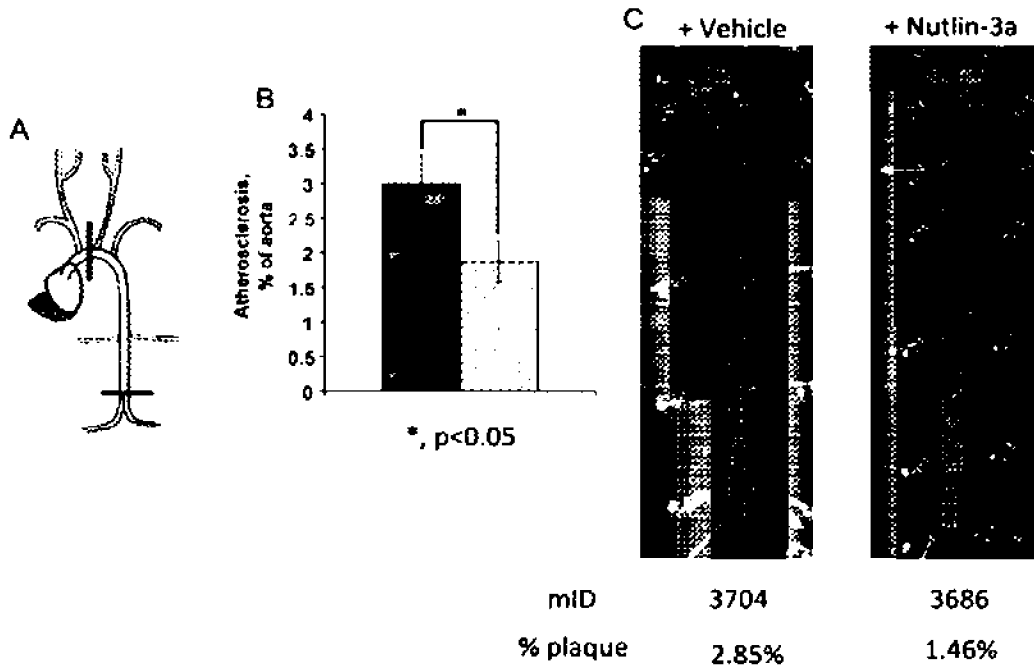 A
B
4
3.5
3
2.5
2
1.5
1
0.5
0
Atherosclerosis,
% of aorta
*
*, p<0.05
C
+ Vehicle
+ Nutlin-3a
mID
3704
3686
% plaque
2.85%
1.46%